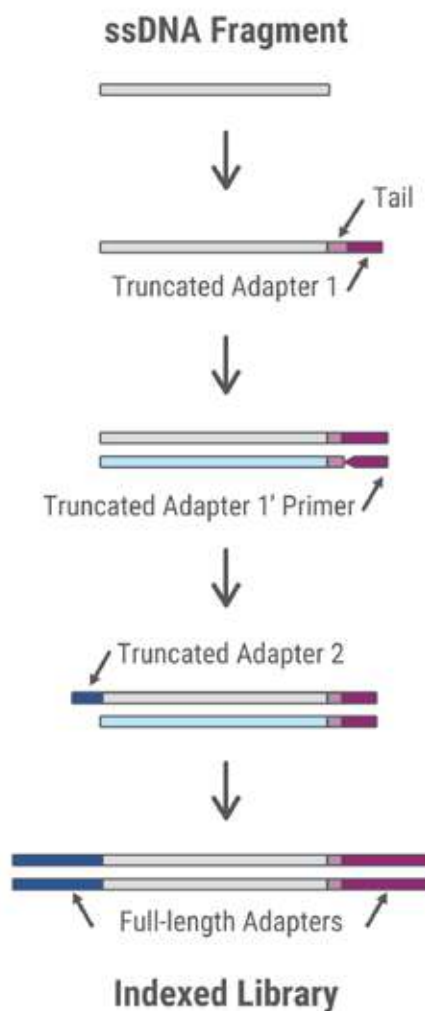 ssDNA Fragment
Tail
Truncated Adapter 1
Truncated Adapter 1' Primer
Truncated Adapter 2
Full-length Adapters
Indexed Library